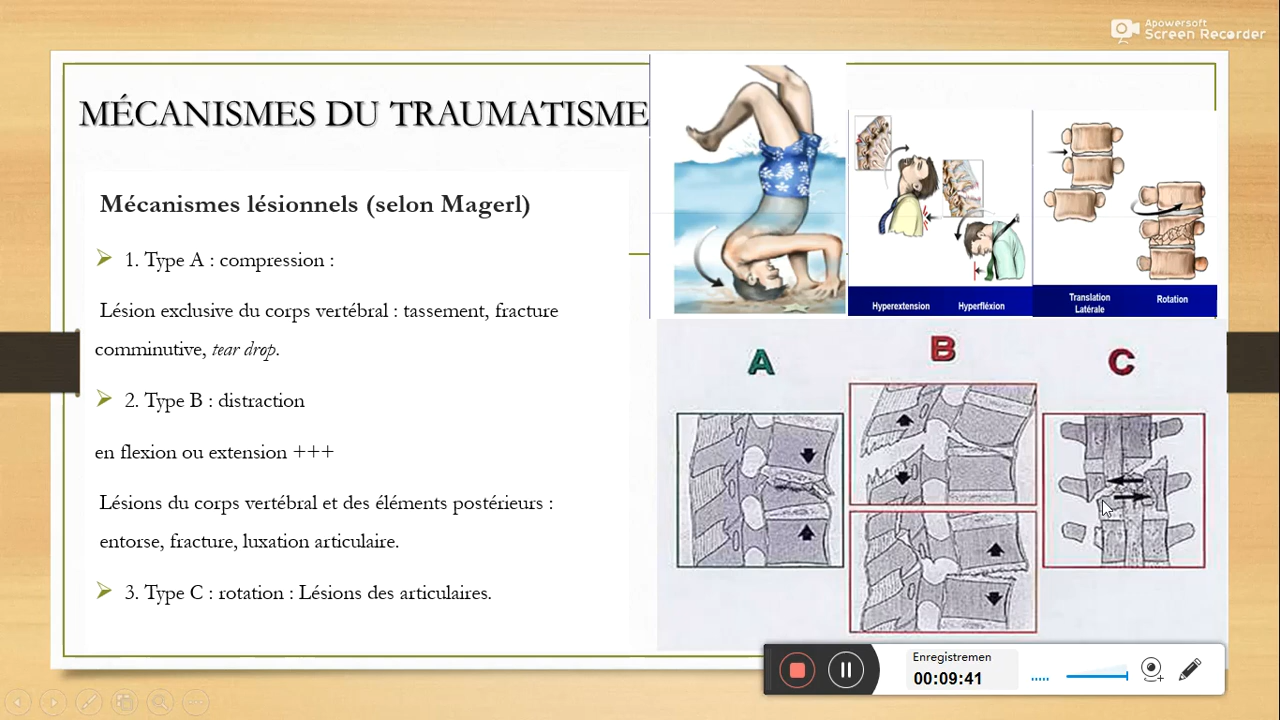 Apowersoft
Screen Recorder
MÉCANISMES DU TRAUMATISME
Mécanismes lésionnels (selon Magerl)
1. Type A : compression :
Lésion exclusive du corps vertébral : tassement, fracture
comminutive, tear drop.
2. Type B : distraction
en flexion ou extension +++
Lésions du corps vertébral et des éléments postérieurs :
entorse, fracture, luxation articulaire.
3. Type C : rotation : Lésions des articulaires.
Hyperextension
Hyperfléxion
Translation
Latérale
Rotation
A
B
C
Enregistremen
00:09:41